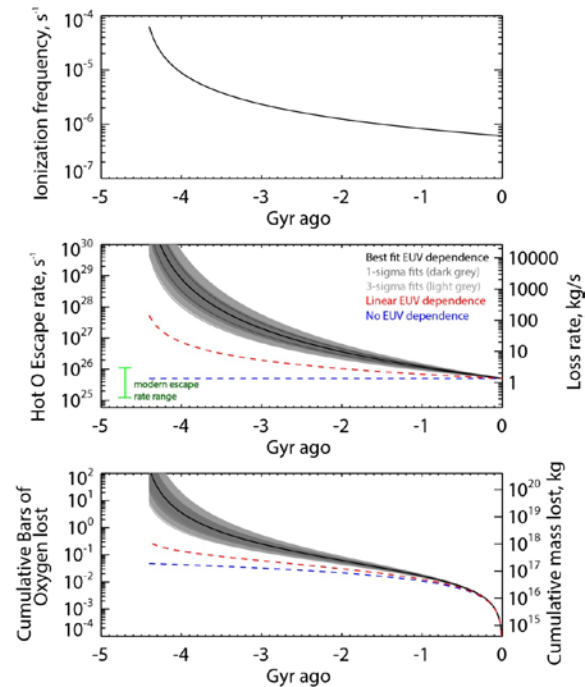 Ionization frequency, s⁻¹
10⁻⁴
10⁻⁵
10⁻⁶
10⁻⁷
-5 -4 -3 -2 -1 0
Gyr ago
Hot O Escape rate, s⁻¹
10³⁰
10²⁹
10²⁸
10²⁷
10²⁶
10²⁵
Best fit EUV dependence
1-sigma fits (dark grey)
3-sigma fits (light grey)
Linear EUV dependence
No EUV dependence
modern escape
rate range
10000
1000
100
10
1
Loss rate, kg/s
-5 -4 -3 -2 -1 0
Gyr ago
Cumulative Bars of
Oxygen lost
10²
10¹
10⁰
10⁻¹
10⁻²
10⁻³
10⁻⁴
10²⁰
10¹⁹
10¹⁸
10¹⁷
10¹⁶
10¹⁵
Cumulative mass lost, kg
-5 -4 -3 -2 -1 0
Gyr ago